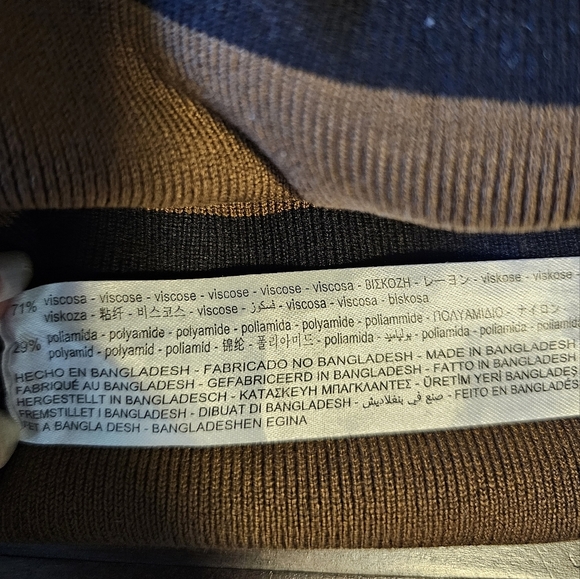 71% viscosa - viscose - viscose - viscose - viscose - viscosa - ΒΙΣΚΟΖΗ - レーヨン - viskose - viskose -
viskoza - 粘纤 - 비스코스 - viscose - فسكوز - viscosa - viscosa - biskosa
29% poliamida - polyamide - polyamide - poliamida - polyamide - poliammide - ΠΟΛΥΑΜΙΔΙΟ - ナイロン -
polyamid - polyamid - poliamid - 锦纶 - 폴리아미드 - poliamida - poliamida - poliamida
HECHO EN BANGLADESH - FABRICADO NO BANGLADESH - MADE IN BANGLADESH
FABRIQUÉ AU BANGLADESH - GEFABRICEERD IN BANGLADESH - FATTO IN BANGLADESH
HERGESTELLT IN BANGLADESCH - ΚΑΤΑΣΚΕΥΗ ΜΠΑΓΚΛΑΝΤΕΣ - ÜRETİM YERİ BANGLADEŞ
FREMSTILLET I BANGLADESH - DIBUAT DI BANGLADESH - صنع في بنغلاديش - FEITO EN BANGLADÉS
FET A BANGLA DESH - BANGLADESHEN EGINA